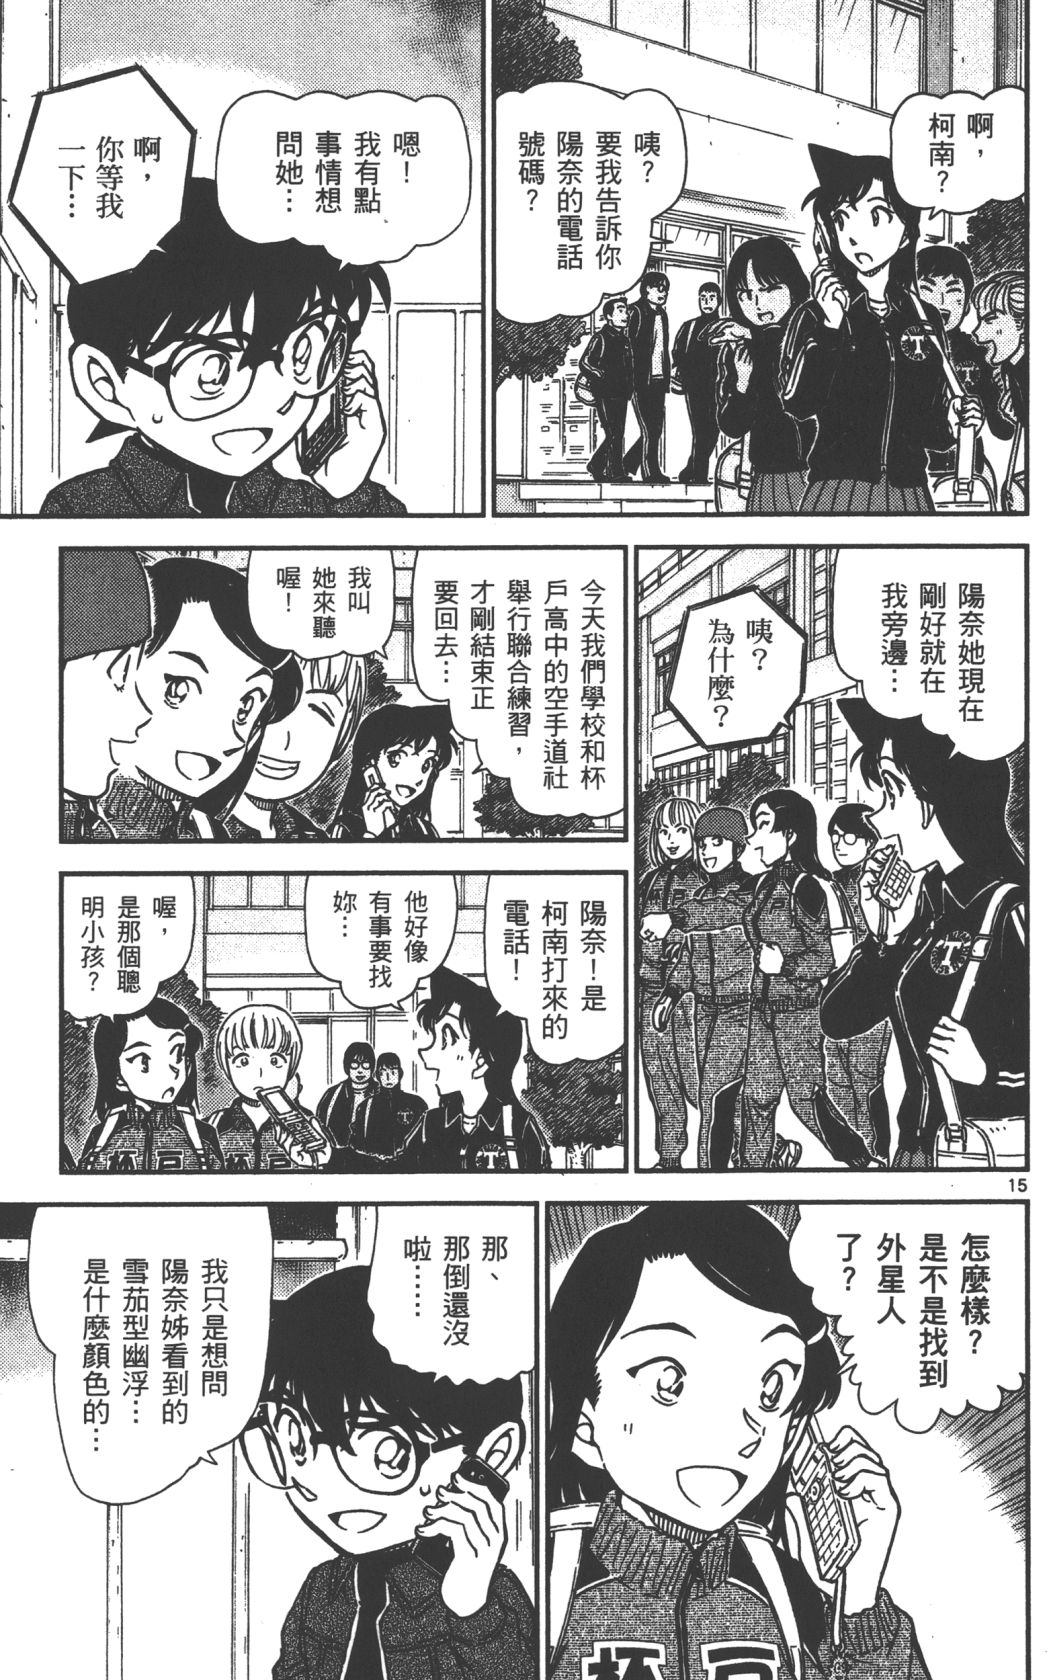 啊，
柯南？
咦？
要我告訴你
陽奈的電話
號碼？
嗯！
我有點
事情想
問她…
啊，
你等我
一下…
陽奈她現在
剛好就在
我旁邊…
咦？
為什麼？
今天我們學校和杯
戶高中的空手道社
舉行聯合練習，
才剛結束正
要回去…
我叫
她來聽
喔！
陽奈！是
柯南打來的
電話！
他好像
有事要找
妳…
喔，
是那個聰
明小孩？
T
T
杯戶
杯戶
15
怎麼樣？
是不是找到
外星人
了？
杯戶
那、
那倒還沒
啦……
我只是想問
陽奈姊看到的
雪茄型幽浮…
是什麼顏色的…